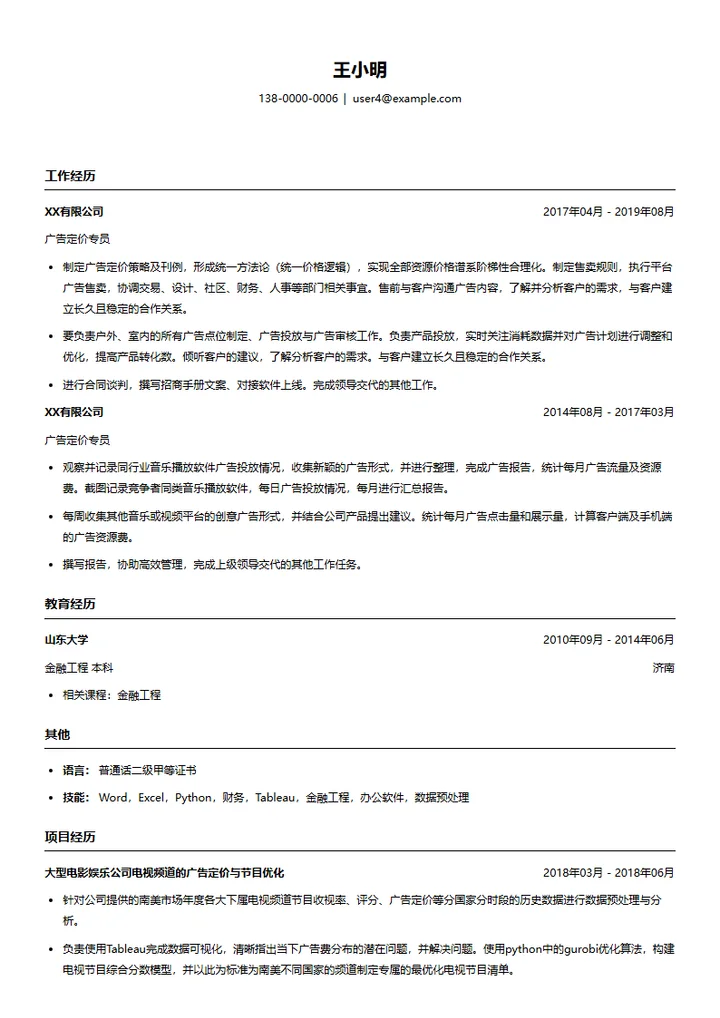 王小明
138-0000-0006 | user4@example.com
工作经历
XX有限公司 2017年04月 - 2019年08月
广告定价专员
• 制定广告定价策略及刊例，形成统一方法论（统一价格逻辑），实现全部资源价格谱系阶梯性合理化。制定售卖规则，执行平台
广告售卖，协调交易、设计、社区、财务、人事等部门相关事宜。售前与客户沟通广告内容，了解并分析客户的需求，与客户建
立长久且稳定的合作关系。
• 要负责户外、室内的所有广告点位制定、广告投放与广告审核工作。负责产品投放，实时关注消耗数据并对广告计划进行调整和
优化，提高产品转化数。倾听客户的建议，了解分析客户的需求。与客户建立长久且稳定的合作关系。
• 进行合同谈判，撰写招商手册文案、对接软件上线。完成领导交代的其他工作。
XX有限公司 2014年08月 - 2017年03月
广告定价专员
• 观察并记录同行业音乐播放软件广告投放情况，收集新颖的广告形式，并进行整理，完成广告报告，统计每月广告流量及资源
费。截图记录竞争者同类音乐播放软件，每日广告投放情况，每月进行汇总报告。
• 每周收集其他音乐或视频平台的创意广告形式，并结合公司产品提出建议。统计每月广告点击量和展示量，计算客户端及手机端
的广告资源费。
• 撰写报告，协助高效管理，完成上级领导交代的其他工作任务。
教育经历
山东大学 2010年09月 - 2014年06月
金融工程 本科 济南
• 相关课程：金融工程
其他
• 语言： 普通话二级甲等证书
• 技能： Word，Excel，Python，财务，Tableau，金融工程，办公软件，数据预处理
项目经历
大型电影娱乐公司电视频道的广告定价与节目优化 2018年03月 - 2018年06月
• 针对公司提供的南美市场年度各大下属电视频道节目收视率、评分、广告定价等分国家分时段的历史数据进行数据预处理与分
析。
• 负责使用Tableau完成数据可视化，清晰指出当下广告费分布的潜在问题，并解决问题。使用python中的gurobi优化算法，构建
电视节目综合分数模型，并以此为标准为南美不同国家的频道制定专属的最优化电视节目清单。